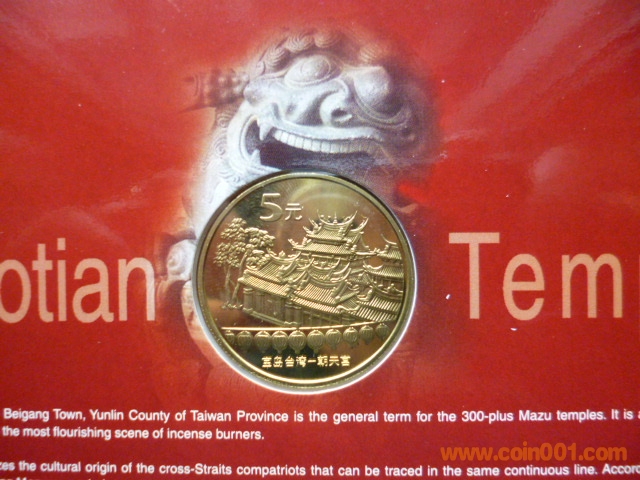 5元
otian Tem
宝岛台湾—朝天宫
Beigang Town, Yunlin County of Taiwan Province is the general term for the 300-plus Mazu temples. It is a
the most flourishing scene of incense burners.
zes the cultural origin of the cross-Straits compatriots that can be traced in the same continuous line. Accor
www.coin001.com